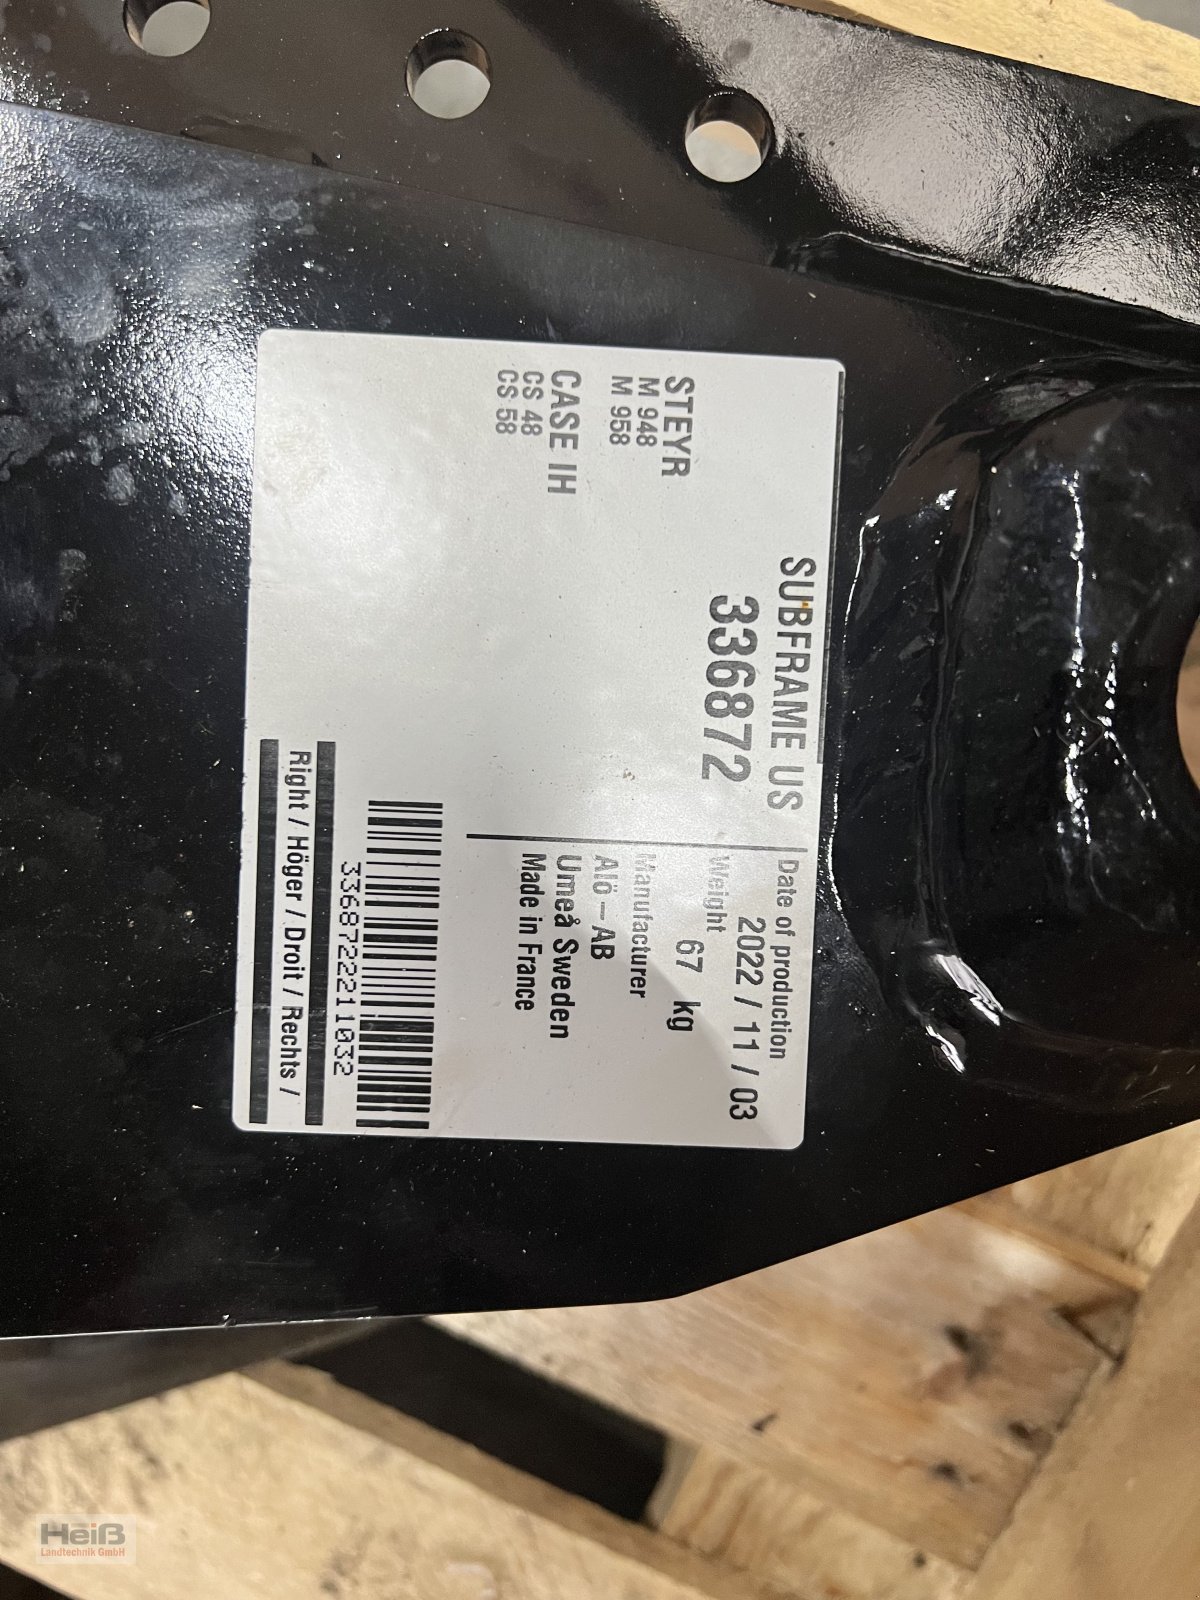 SUBFRAME US
336872
STEYR
M 948
M 958
CASE IH
CS 48
CS 58
Date of production
2022 / 11 / 03
Weight
67 kg
Manufacturer
Alö—AB
Umeå Sweden
Made in France
3368722211032
Right / Höger / Droit / Rechts /
Heiß
Landtechnik GmbH